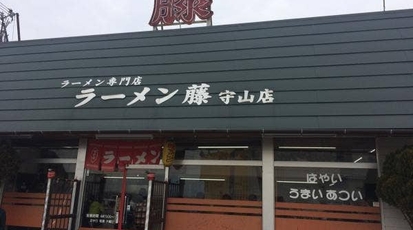 ラーメン専門店
ラーメン藤 守山店
ラーメン
はやい
うまい あつい